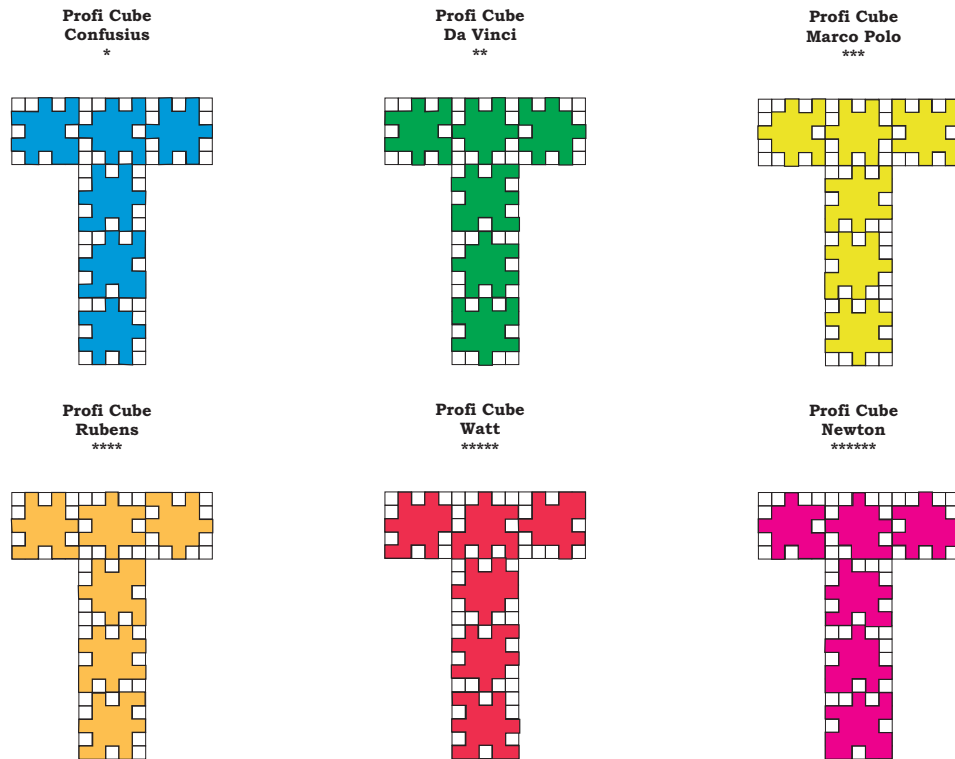 Profi Cube
Confusius
*
Profi Cube
Da Vinci
**
Profi Cube
Marco Polo
***
Profi Cube
Rubens
****
Profi Cube
Watt
*****
Profi Cube
Newton
******